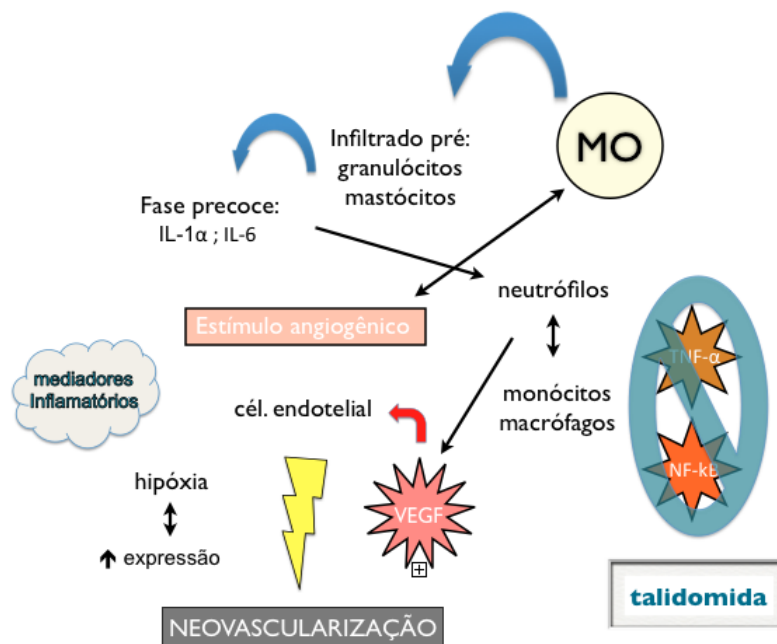 MO
Infiltrado pré:
granulócitos
mastócitos
Fase precoce:
IL-1α ; IL-6
neutrófilos
Estímulo angiogênico
TNF-α
mediadores
Inflamatórios
monócitos
macrófagos
cél. endotelial
NF-kB
hipóxia
VEGF
expressão
talidomida
NEOVASCULARIZAÇÃO